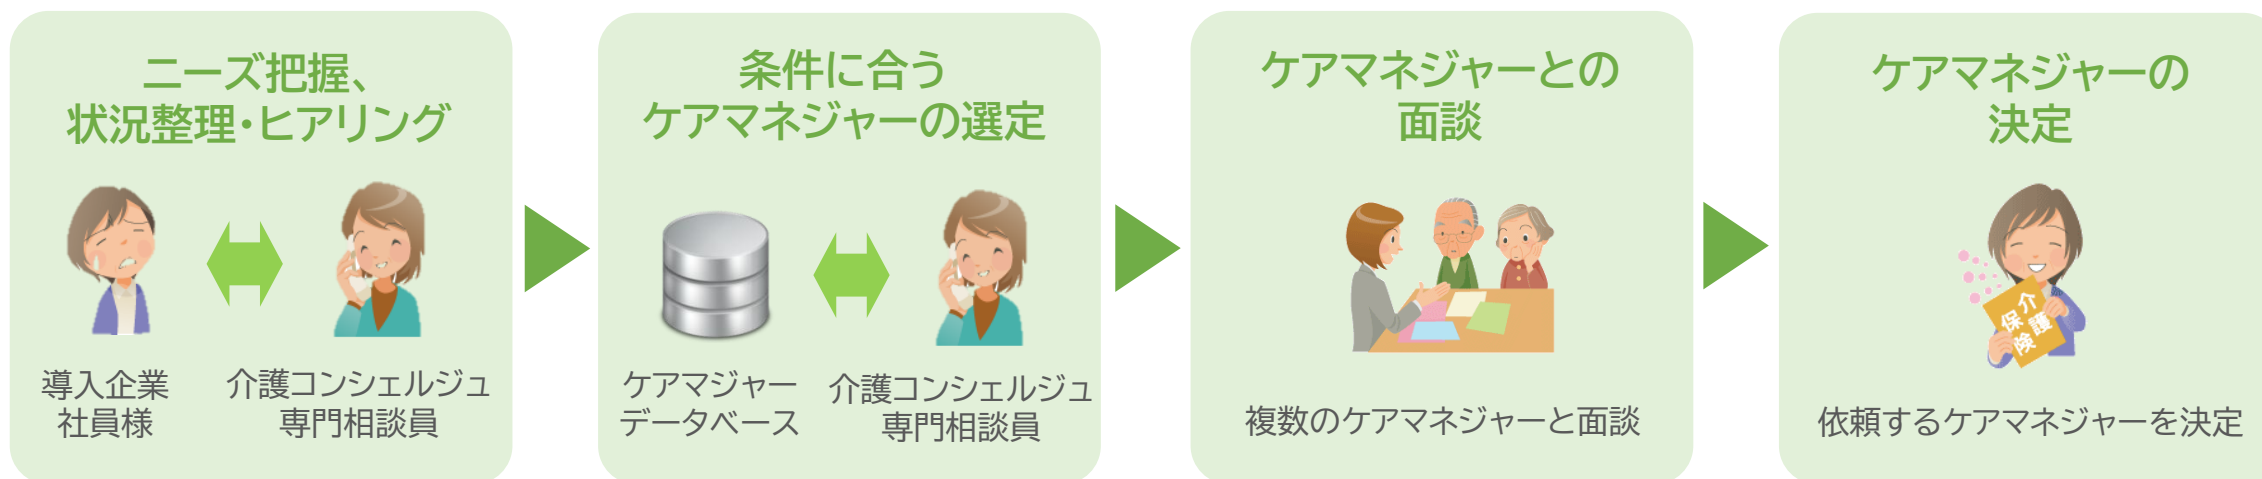 ニーズ把握、
状況整理・ヒアリング
導入企業
社員様
介護コンシェルジュ
専門相談員
条件に合う
ケアマネジャーの選定
ケアマジャー
データベース
介護コンシェルジュ
専門相談員
ケアマネジャーとの
面談
複数のケアマネジャーと面談
ケアマネジャーの
決定
介護
保険
依頼するケアマネジャーを決定